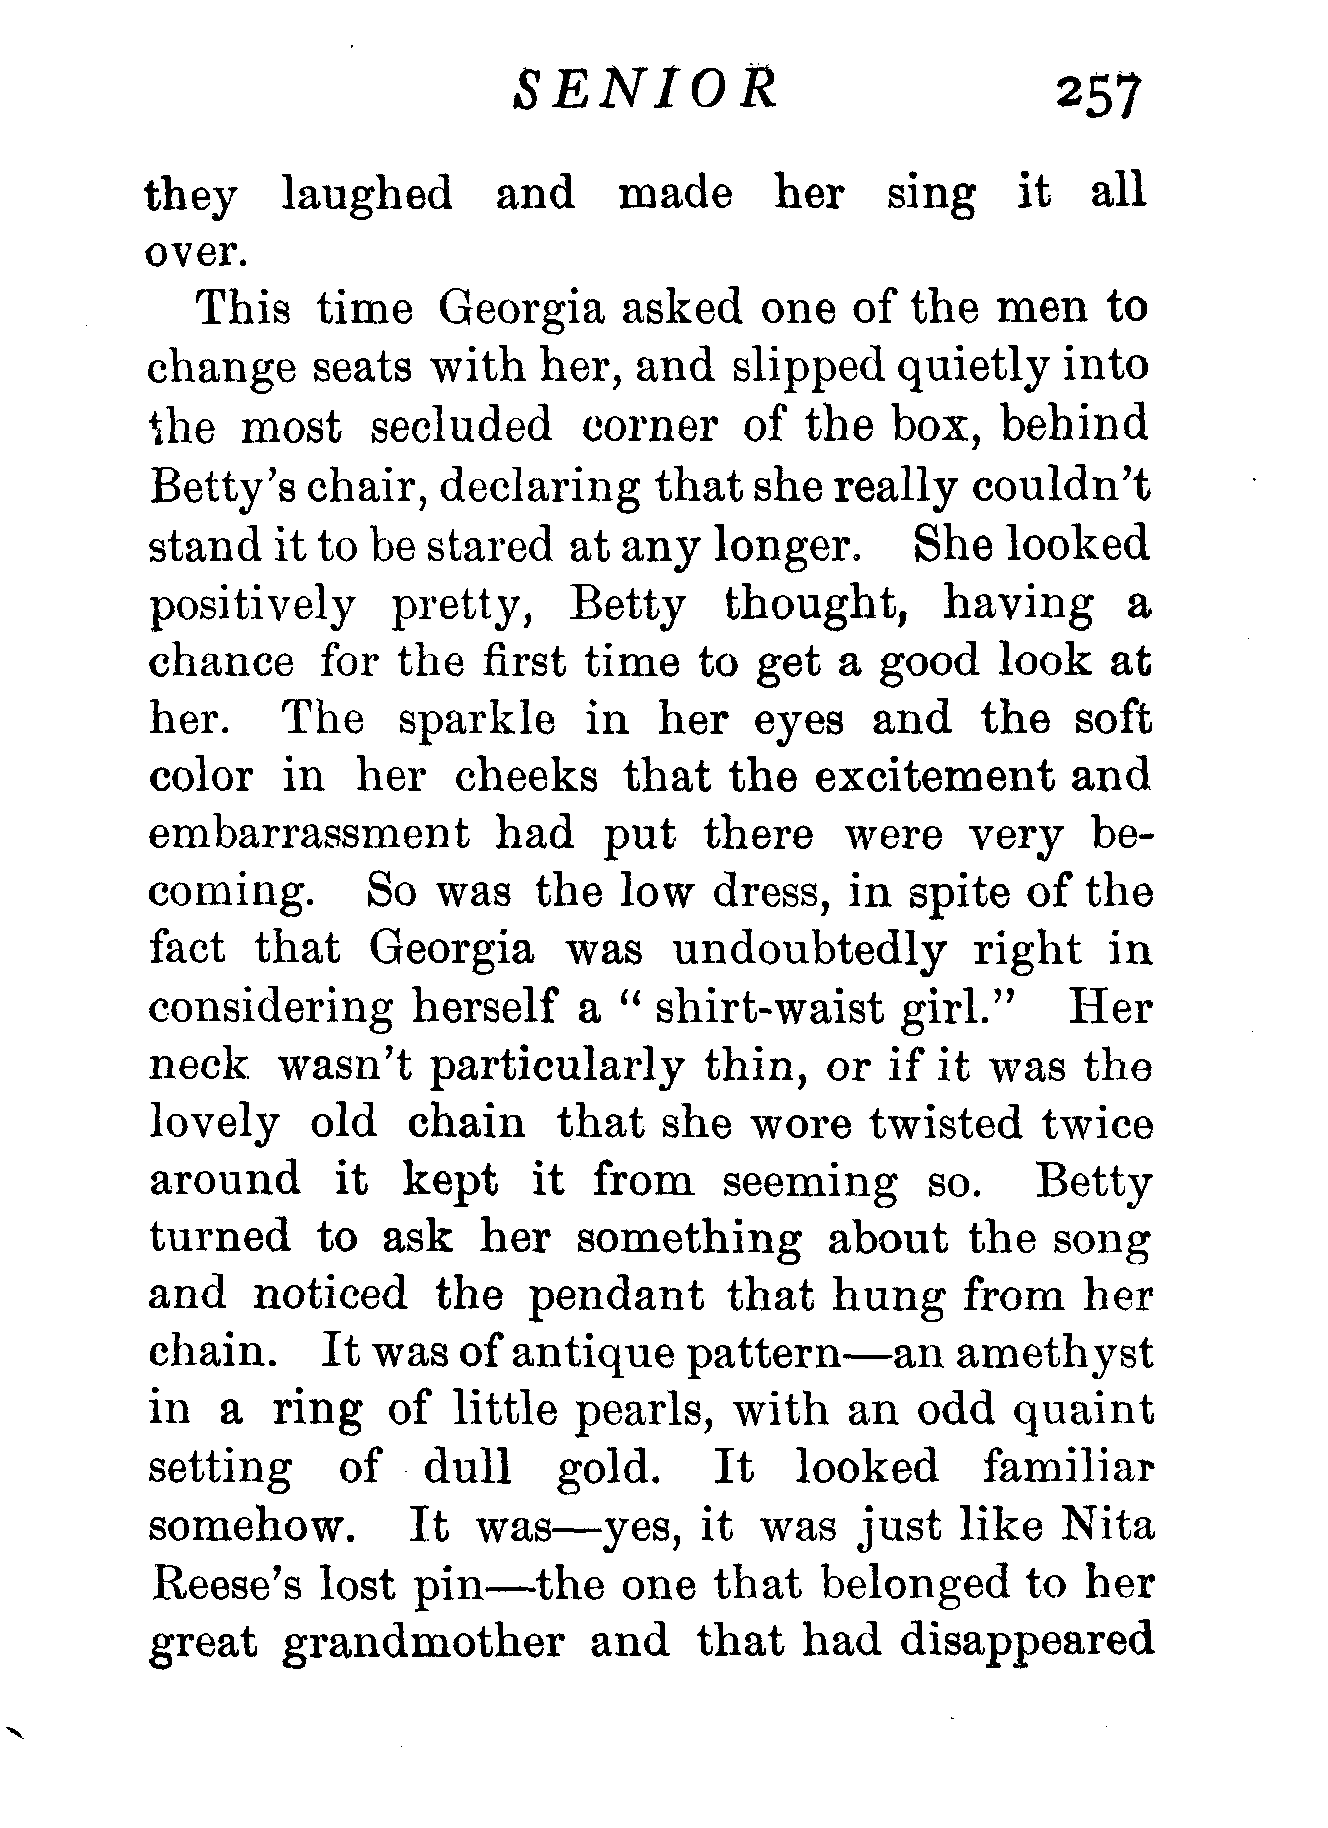 SENIOR 257
they laughed and made her sing it all
over.
This time Georgia asked one of the men to
change seats with her, and slipped quietly into
the most secluded corner of the box, behind
Betty's chair, declaring that she really couldn't
stand it to be stared at any longer. She looked
positively pretty, Betty thought, having a
chance for the first time to get a good look at
her. The sparkle in her eyes and the soft
color in her cheeks that the excitement and
embarrassment had put there were very be-
coming. So was the low dress, in spite of the
fact that Georgia was undoubtedly right in
considering herself a “ shirt-waist girl.” Her
neck wasn't particularly thin, or if it was the
lovely old chain that she wore twisted twice
around it kept it from seeming so. Betty
turned to ask her something about the song
and noticed the pendant that hung from her
chain. It was of antique pattern—an amethyst
in a ring of little pearls, with an odd quaint
setting of dull gold. It looked familiar
somehow. It was—yes, it was just like Nita
Reese's lost pin—the one that belonged to her
great grandmother and that had disappeared